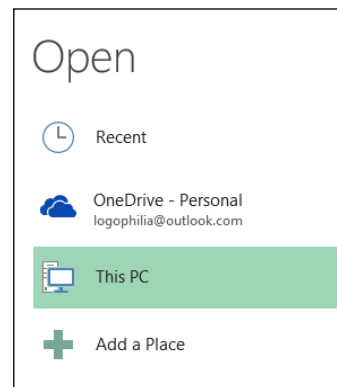 Open
Recent
OneDrive - Personal
logophilia@outlook.com
This PC
Add a Place